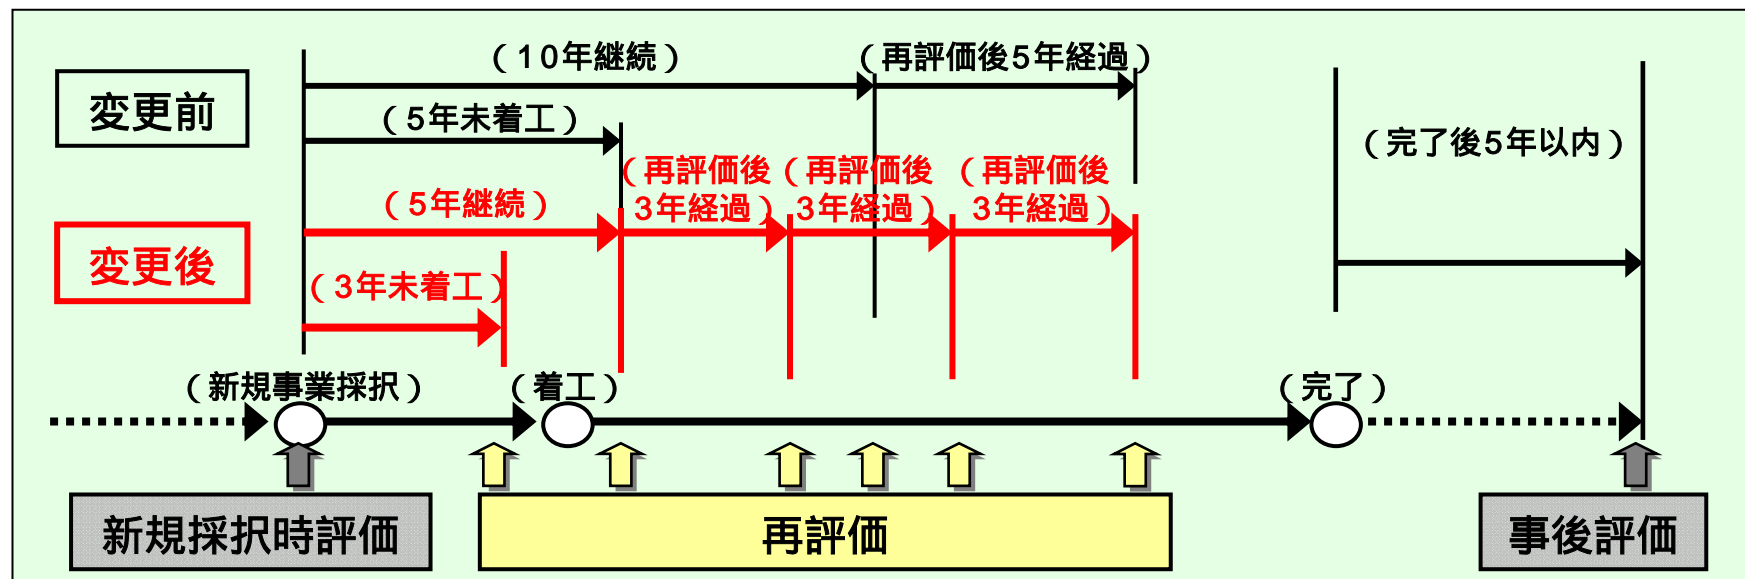 （１０年継続）
（再評価後５年経過）
変更前
（５年未着工）
（完了後５年以内）
（再評価後
３年経過）
（再評価後
３年経過）
（再評価後
３年経過）
（５年継続）
変更後
（３年未着工）
（新規事業採択）
（着工）
（完了）
新規採択時評価
再評価
事後評価